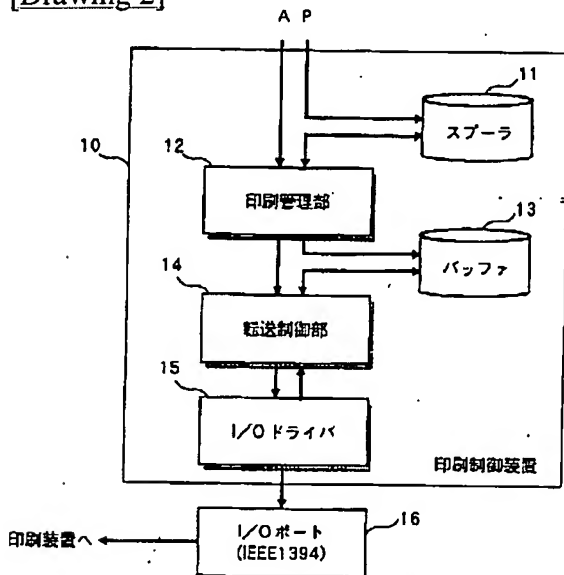 [Drawing 2]
A P
11
スプーラ
10
12
印刷管理部
13
バッファ
14
転送制御部
15
I/Oドライバ
印刷制御装置
I/Oポート
(IEEE1394)
16
印刷装置へ